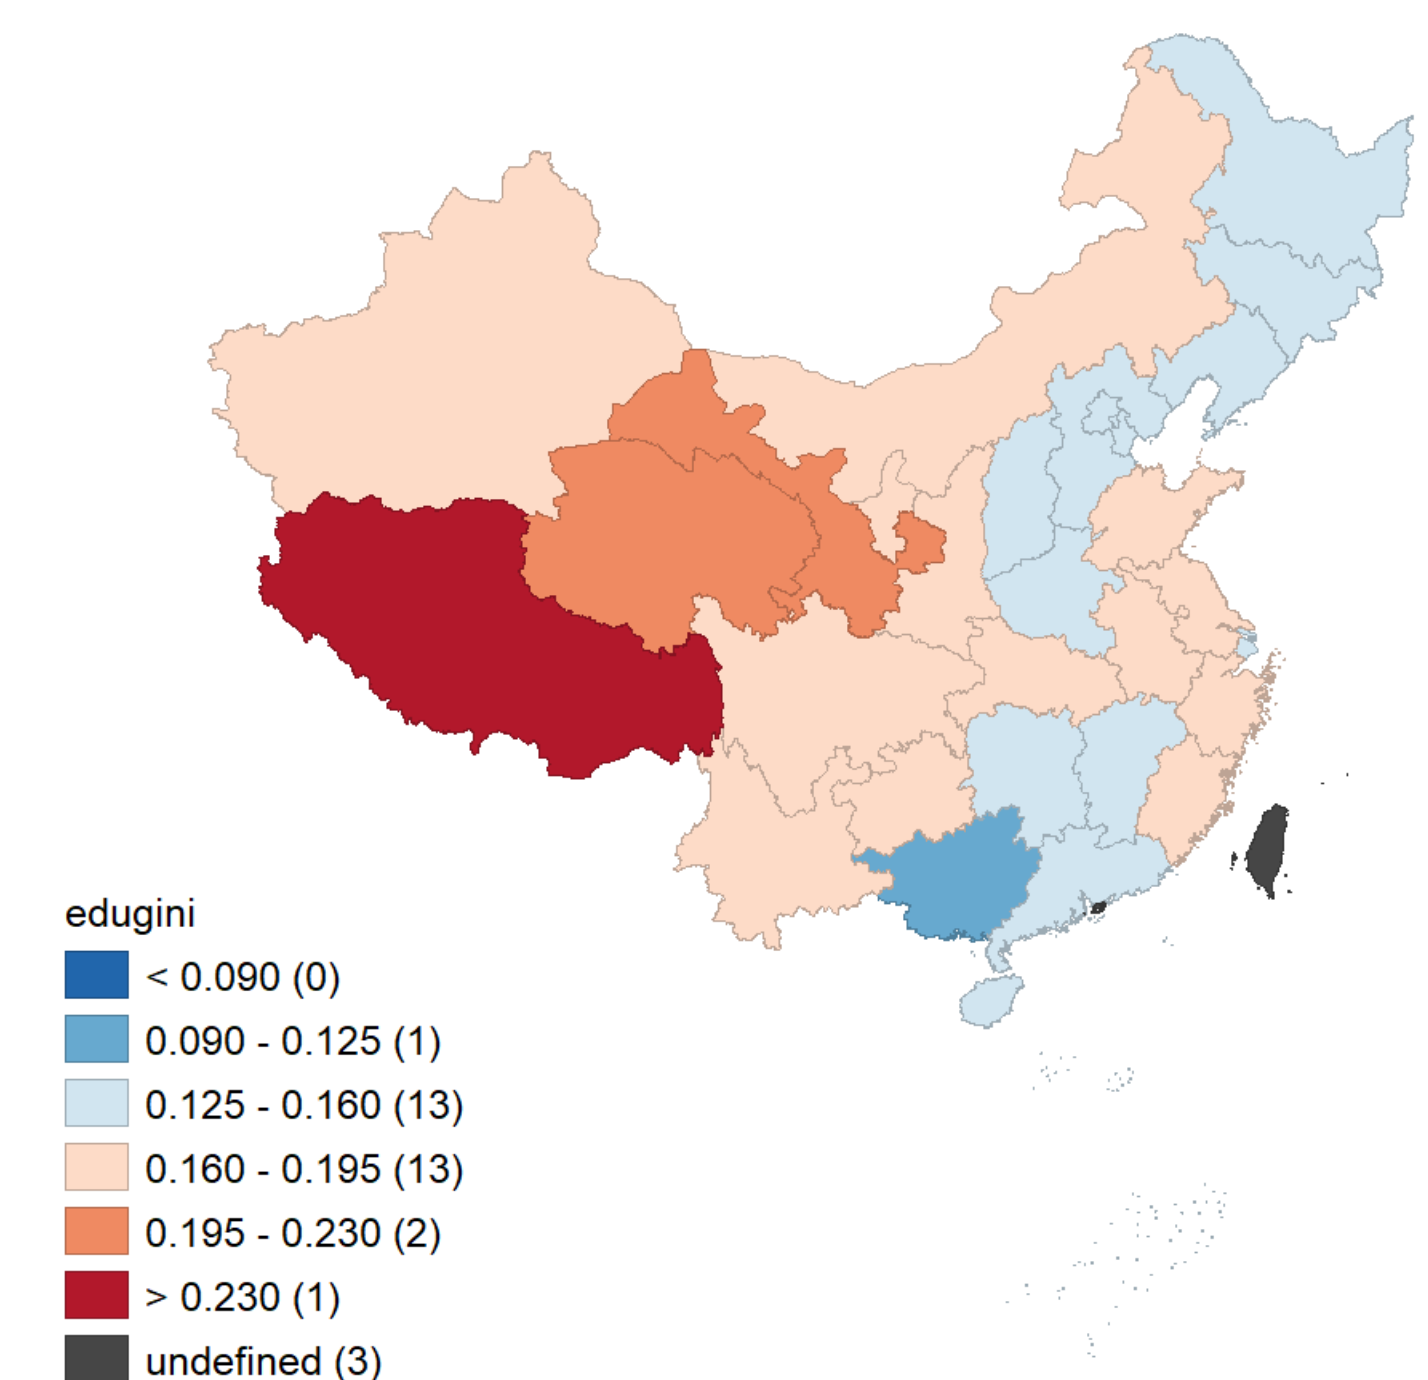 edugini
< 0.090 (0)
0.090 - 0.125 (1)
0.125 - 0.160 (13)
0.160 - 0.195 (13)
0.195 - 0.230 (2)
> 0.230 (1)
undefined (3)